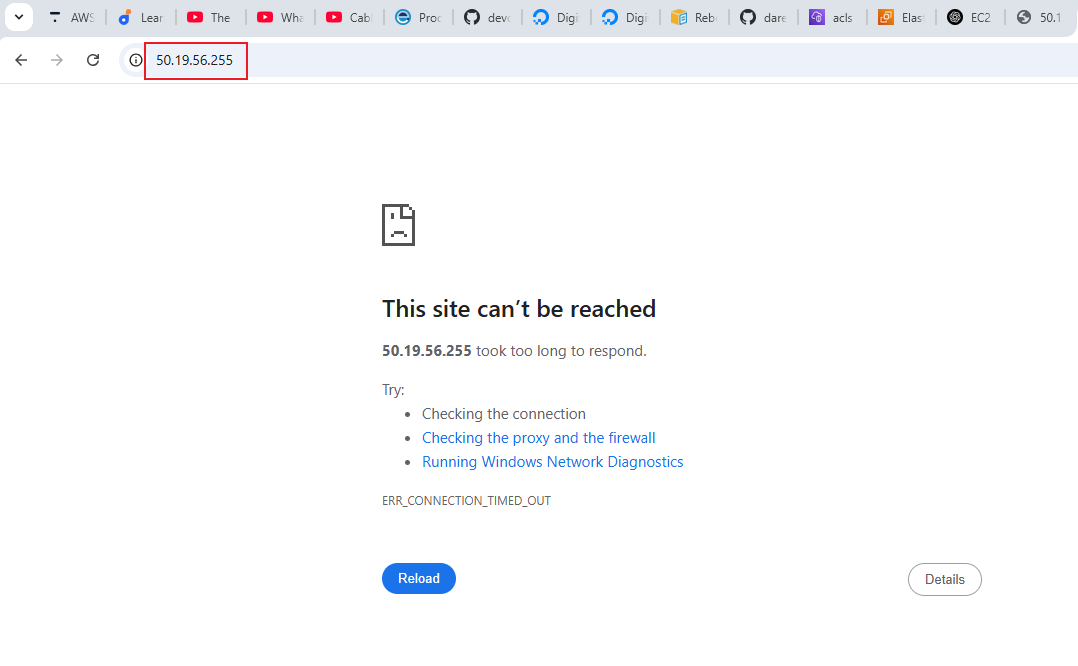 AWS Lear The Wha Cab Proc devo Digi Digi Reb dare acls Elas EC2 50.1
50.19.56.255
This site can’t be reached
50.19.56.255 took too long to respond.
Try:
Checking the connection
Checking the proxy and the firewall
Running Windows Network Diagnostics
ERR_CONNECTION_TIMED_OUT
Reload Details